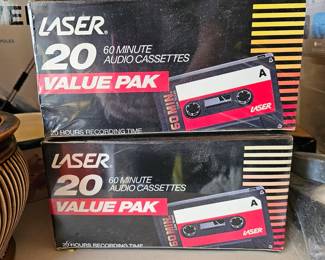 LASER®
20 60 MINUTE
AUDIO CASSETTES
VALUE PAK
A
LASER
60 MIN.
20 HOURS RECORDING TIME
LASER®
20 60 MINUTE
AUDIO CASSETTES
VALUE PAK
A
LASER
60 MIN.
20 HOURS RECORDING TIME